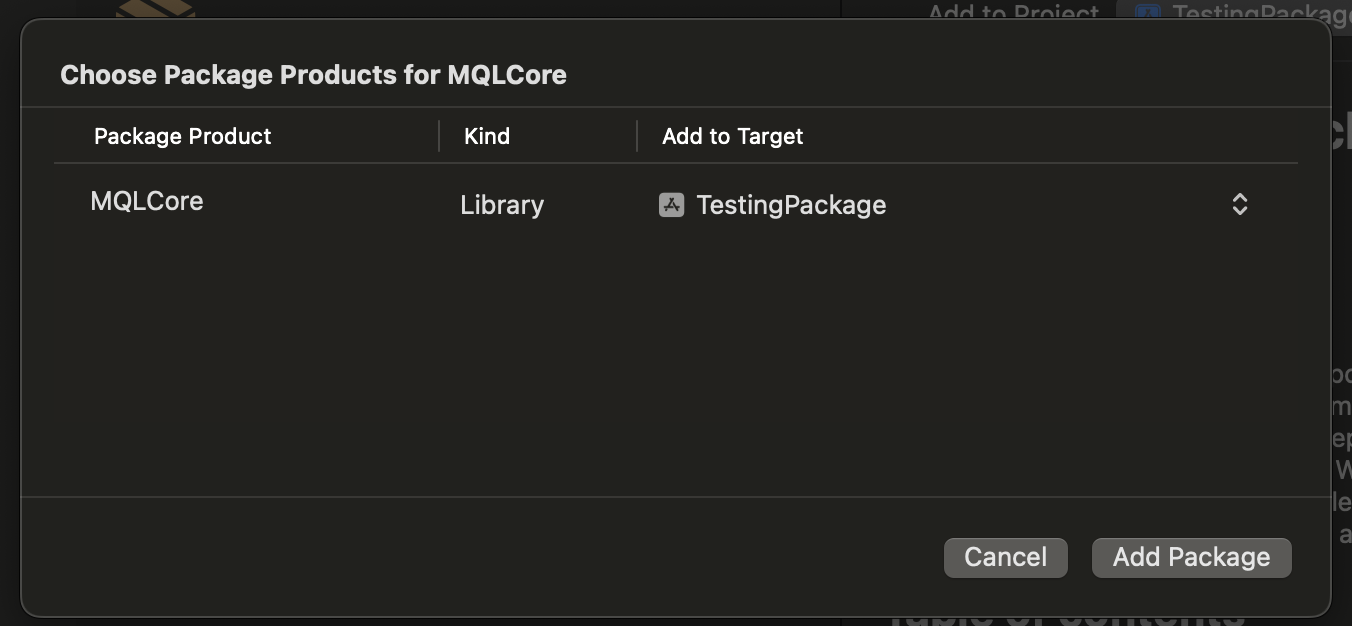 Add to Project TestingPackage
Choose Package Products for MQLCore
Package Product Kind Add to Target
MQLCore Library TestingPackage
Cancel Add Package
Table of contents